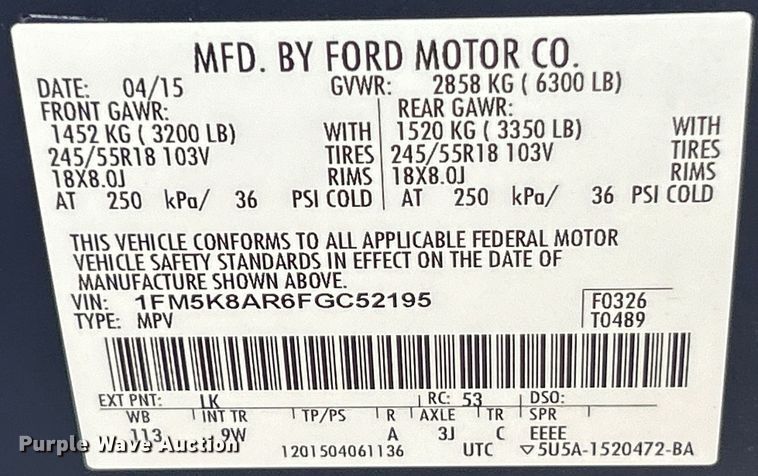 MFD. BY FORD MOTOR CO.
DATE: 04/15 GVWR: 2858 KG ( 6300 LB)
FRONT GAWR: REAR GAWR:
1452 KG ( 3200 LB) WITH 1520 KG ( 3350 LB) WITH
245/55R18 103V TIRES 245/55R18 103V TIRES
18X8.0J RIMS 18X8.0J RIMS
AT 250 kPa/ 36 PSI COLD AT 250 kPa/ 36 PSI COLD
THIS VEHICLE CONFORMS TO ALL APPLICABLE FEDERAL MOTOR
VEHICLE SAFETY STANDARDS IN EFFECT ON THE DATE OF
MANUFACTURE SHOWN ABOVE.
VIN: 1FM5K8AR6FGC52195 F0326
TYPE: MPV T0489
EXT PNT: LK RC: 53 DSO:
WB INT TR TP/PS R AXLE TR SPR
113 9W A 3J C EEEE
1201504061136 UTC ▽5U5A-1520472-BA
Purple Wave Auction